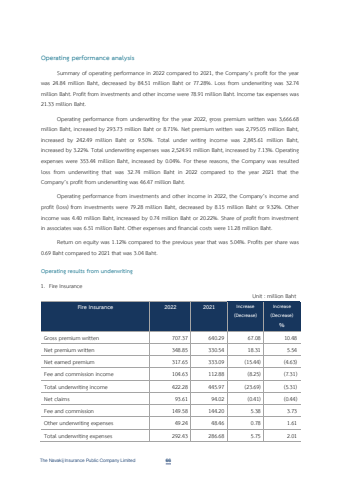 Operating performance analysis
Summary of operating performance in 2022 compared to 2021, the Company's profit for the year
was 24.84 million Baht, decreased by 84.51 million Baht or 77.28%. Loss from underwriting was 32.74
million Baht. Profit from investments and other income were 78.91 million Baht. Income tax expenses was
21.33 million Baht.
Operating performance from underwriting for the year 2022, gross premium written was 3,666.68
million Baht, increased by 293.73 million Baht or 8.71%. Net premium written was 2,795.05 million Baht,
increased by 242.49 million Baht or 9.50%. Total under writing income was 2,845.61 million Baht,
increased by 3.22%. Total underwriting expenses was 2,524.91 million Baht, increased by 7.13%. Operating
expenses were 353.44 million Baht, increased by 0.04%. For these reasons, the Company was resulted
loss from underwriting that was 32.74 million Baht in 2022 compared to the year 2021 that the
Company's profit from underwriting was 46.47 million Baht.
Operating performance from investments and other income in 2022, the Company's income and
profit (loss) from investments were 79.28 million Baht, decreased by 8.15 million Baht or 9.32%. Other
income was 4.40 million Baht, increased by 0.74 million Baht or 20.22%. Share of profit from investment
in associates was 6.51 million Baht. Other expenses and financial costs were 11.28 million Baht.
Return on equity was 1.12% compared to the previous year that was 5.04%. Profits per share was
0.69 Baht compared to 2021 that was 3.04 Baht.
Operating results from underwriting
1. Fire Insurance
Unit : million Baht
Fire Insurance 2022 2021 Increase (Decrease) Increase (Decrease) %
Gross premium written 707.37 640.29 67.08 10.48
Net premium written 348.85 330.54 18.31 5.54
Net earned premium 317.65 333.09 (15.44) (4.63)
Fee and commission income 104.63 112.88 (8.25) (7.31)
Total underwriting income 422.28 445.97 (23.69) (5.31)
Net claims 93.61 94.02 (0.41) (0.44)
Fee and commission 149.58 144.20 5.38 3.73
Other underwriting expenses 49.24 48.46 0.78 1.61
Total underwriting expenses 292.43 286.68 5.75 2.01
The Navakij Insurance Public Company Limited 66